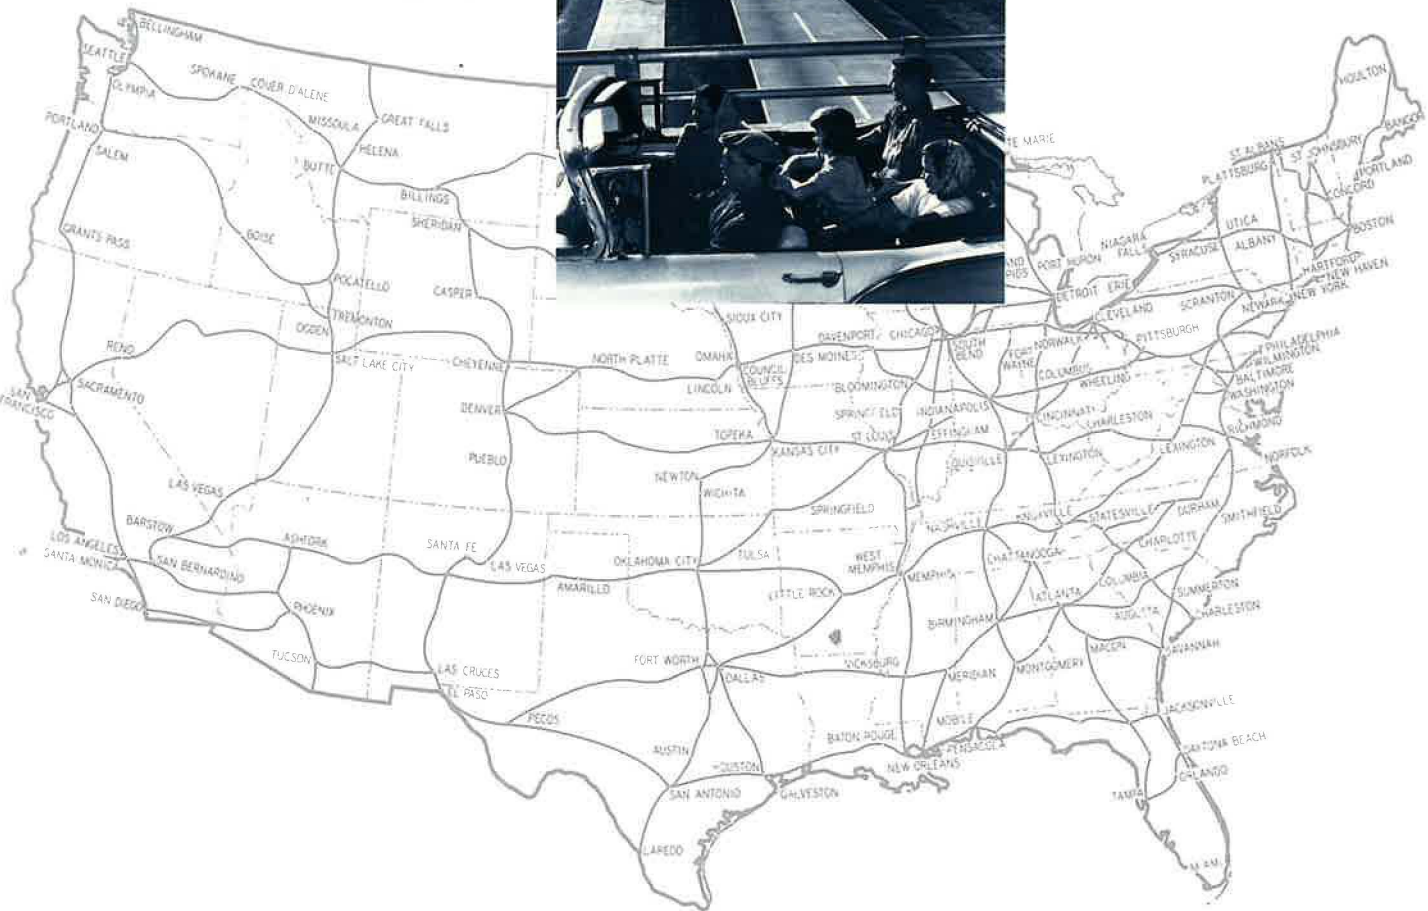 BELLINGHAM
SEATTLE
SPOKANE
COUER D'ALENE
OLYMPIA
MISSOULA
GREAT FALLS
HELENA
PORTLAND
SALEM
BUTTE
BILLINGS
SHERIDAN
GRANTS PASS
BOISE
POCATELLO
CASPER
TREMONTON
OGDEN
RENO
SALT LAKE CITY
CHEYENNE
NORTH PLATTE
OMAHA
SIOUX CITY
DES MOINES
COUNCIL
BLUFFS
LINCOLN
SACRAMENTO
SAN
FRANCISCO
DENVER
TOPEKA
KANSAS CITY
PUEBLO
NEWTON
WICHITA
LAS VEGAS
BARSTOW
LOS ANGELES
SANTA MONICA
SAN BERNARDINO
ASHFORK
SANTA FE
LAS VEGAS
OKLAHOMA CITY
TULSA
SPRINGFIELD
AMARILLO
SAN DIEGO
PHOENIX
LITTLE ROCK
TUCSON
LAS CRUCES
EL PASO
FORT WORTH
DALLAS
VICKSBURG
PECOS
AUSTIN
HOUSTON
SAN ANTONIO
GALVESTON
LAREDO
BATON ROUGE
NEW ORLEANS
TE MARIE
HOULTON
BANGOR
ST ALBANS
ST JOHNSBURY
PLATTSBURG
PORTLAND
CONCORD
UTICA
BOSTON
NIAGARA
FALLS
SYRACUSE
ALBANY
AND
PIDS
PORT HURON
HARTFORD
NEW HAVEN
DETROIT
ERIE
SCRANTON
NEWARK
NEW YORK
CLEVELAND
DAVENPORT
CHICAGO
SOUTH
BEND
FORT
WAYNE
NORWALK
PITTSBURGH
PHILADELPHIA
WILMINGTON
COLUMBUS
WHEELING
BALTIMORE
WASHINGTON
BLOOMINGTON
SPRINGFIELD
INDIANAPOLIS
CINCINNATI
CHARLESTON
RICHMOND
ST LOUIS
EFFINGHAM
LOUISVILLE
LEXINGTON
LEXINGTON
NORFOLK
NASHVILLE
KNOXVILLE
STATESVILLE
DURHAM
SMITHFIELD
WEST
MEMPHIS
MEMPHIS
CHATTANOOGA
CHARLOTTE
ATLANTA
COLUMBIA
SUMMERTON
BIRMINGHAM
AUGUSTA
CHARLESTON
MACON
SAVANNAH
MERIDIAN
MONTGOMERY
MOBILE
PENSACOLA
JACKSONVILLE
DAYTONA BEACH
ORLANDO
TAMPA
MIAMI